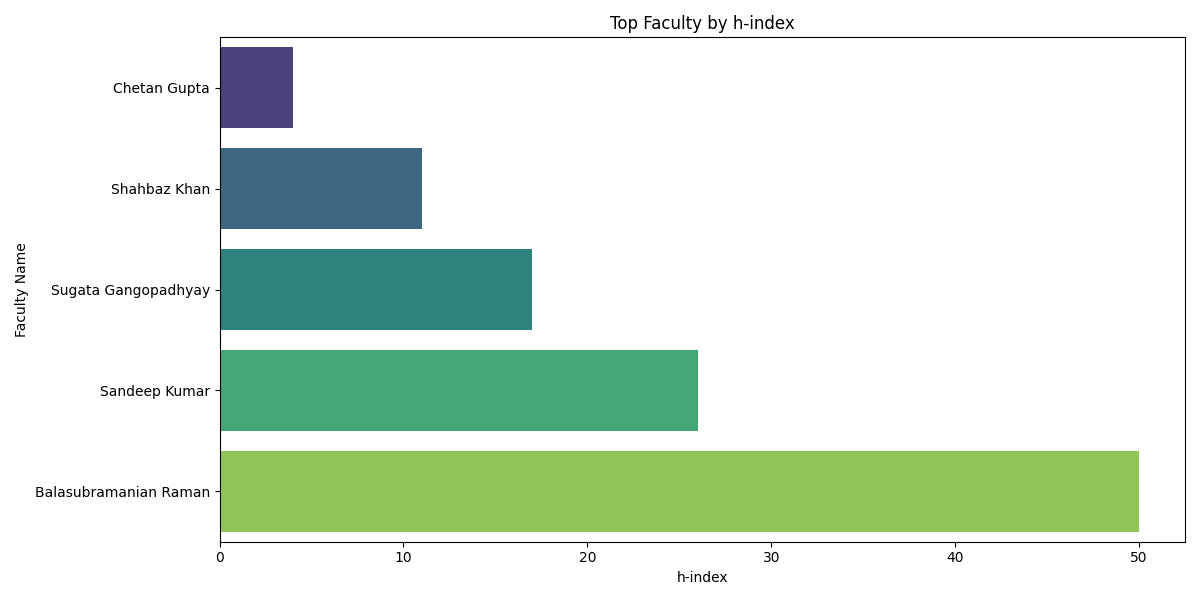 Top Faculty by h-index
Faculty Name
Chetan Gupta
Shahbaz Khan
Sugata Gangopadhyay
Sandeep Kumar
Balasubramanian Raman
0 10 20 30 40 50
h-index